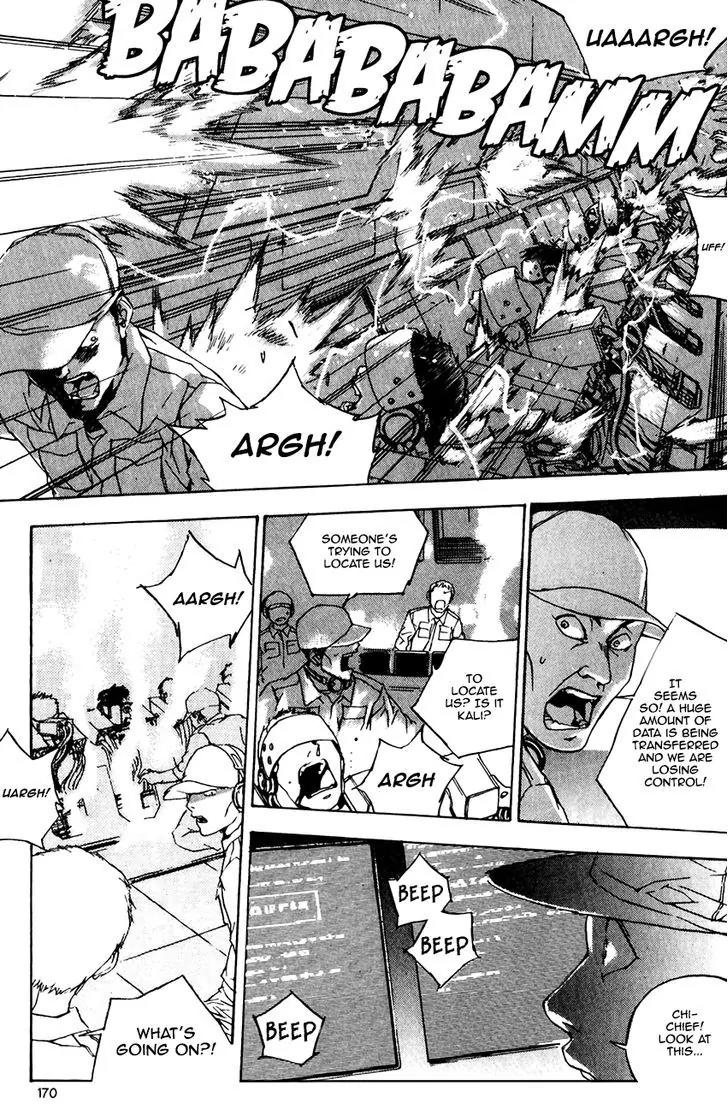 BABABABABAMM
UAAARGH!
UFF!
ARGH!
SOMEONE'S
TRYING TO
LOCATE US!
TO
LOCATE
US? IS IT
KALI?
ARGH
IT
SEEMS
SO! A HUGE
AMOUNT OF
DATA IS BEING
TRANSFERRED
AND WE ARE
LOSING
CONTROL!
AARGH!
UARGH!
WHAT'S
GOING ON?!
BEEP
BEEP
BEEP
CHI-
CHIEF!
LOOK AT
THIS...
170